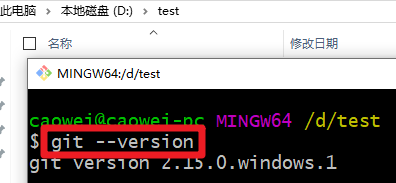 此电脑 > 本地磁盘 (D:) > test
名称 修改日期
MINGW64:/d/test
caowei@caowei-pc MINGW64 /d/test
$ git --version
git version 2.15.0.windows.1